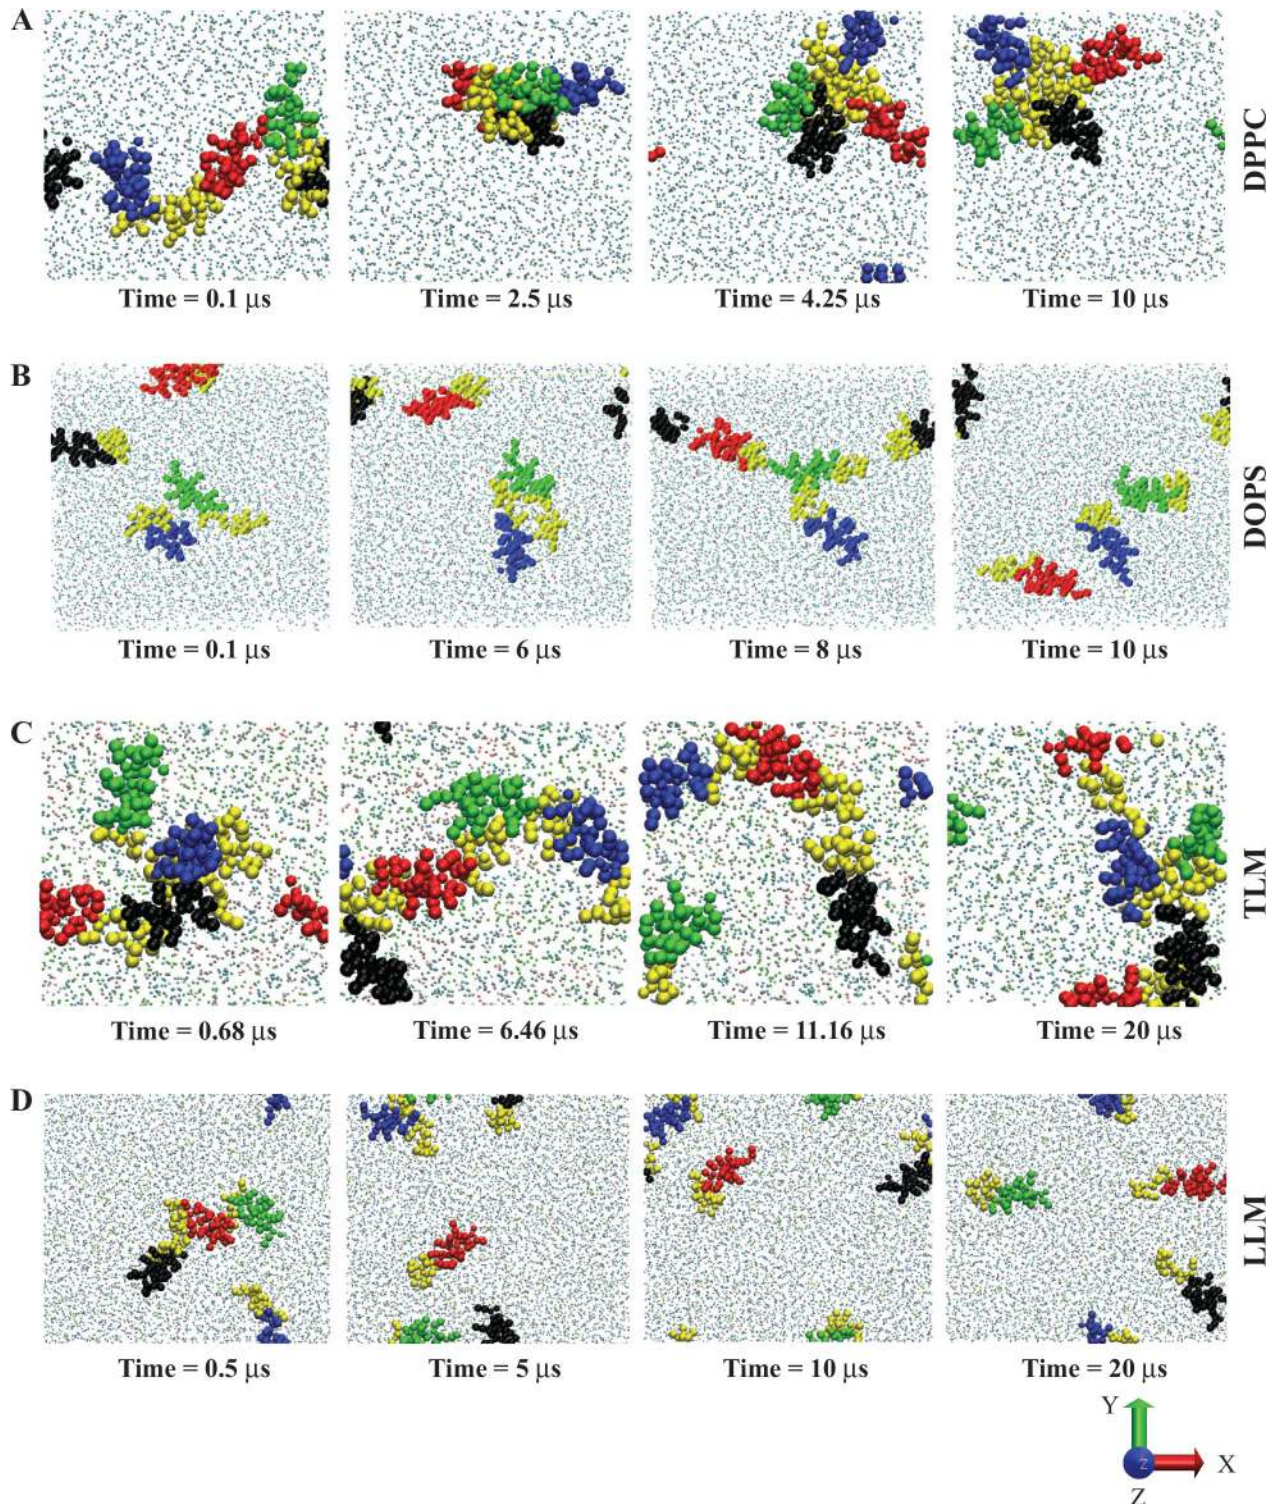 A
DPPC
Time = 0.1 μs
Time = 2.5 μs
Time = 4.25 μs
Time = 10 μs
B
DOPS
Time = 0.1 μs
Time = 6 μs
Time = 8 μs
Time = 10 μs
C
TLM
Time = 0.68 μs
Time = 6.46 μs
Time = 11.16 μs
Time = 20 μs
D
LLM
Time = 0.5 μs
Time = 5 μs
Time = 10 μs
Time = 20 μs
Y
Z
X
Z